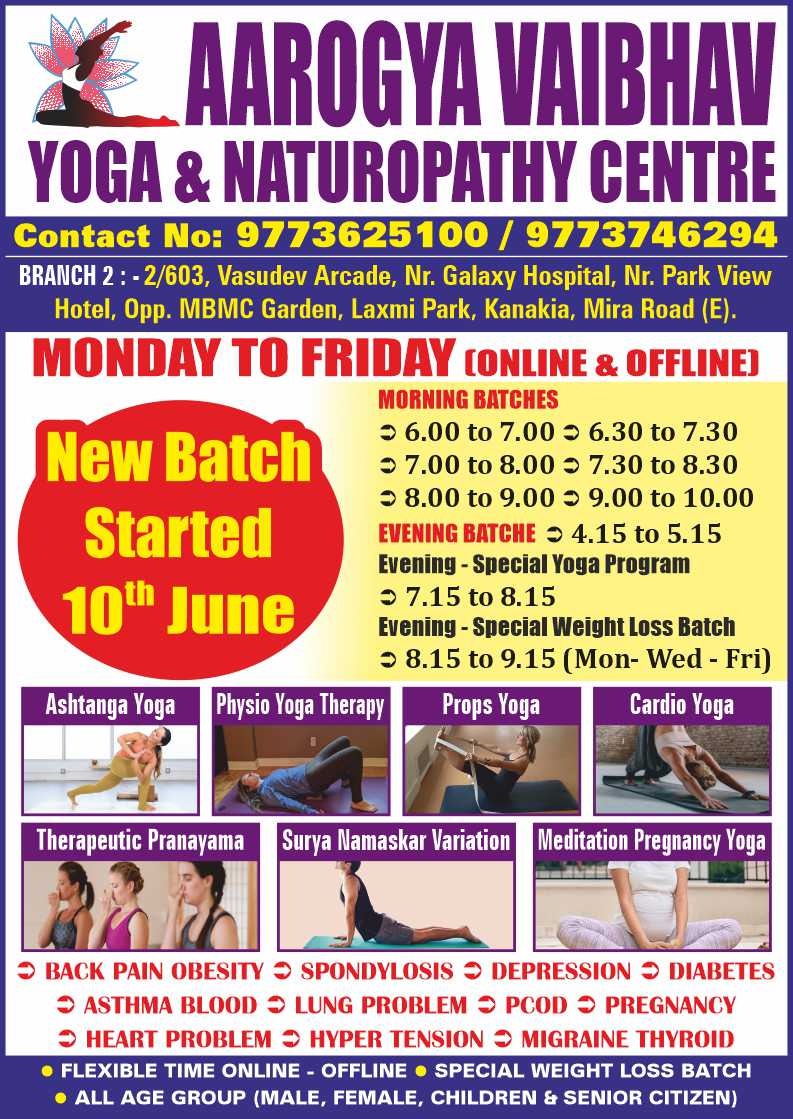 AAROGYA VAIBHAV
YOGA & NATUROPATHY CENTRE
Contact No: 9773625100 / 9773746294
BRANCH 2 : - 2/603, Vasudev Arcade, Nr. Galaxy Hospital, Nr. Park View
Hotel, Opp. MBMC Garden, Laxmi Park, Kanakia, Mira Road (E).
MONDAY TO FRIDAY (ONLINE & OFFLINE)
New Batch
Started
10th June
MORNING BATCHES
➲ 6.00 to 7.00 ➲ 6.30 to 7.30
➲ 7.00 to 8.00 ➲ 7.30 to 8.30
➲ 8.00 to 9.00 ➲ 9.00 to 10.00
EVENING BATCHE ➲ 4.15 to 5.15
Evening - Special Yoga Program
➲ 7.15 to 8.15
Evening - Special Weight Loss Batch
➲ 8.15 to 9.15 (Mon- Wed - Fri)
Ashtanga Yoga
Physio Yoga Therapy
Props Yoga
Cardio Yoga
Therapeutic Pranayama
Surya Namaskar Variation
Meditation Pregnancy Yoga
➲ BACK PAIN OBESITY ➲ SPONDYLOSIS ➲ DEPRESSION ➲ DIABETES
➲ ASTHMA BLOOD ➲ LUNG PROBLEM ➲ PCOD ➲ PREGNANCY
➲ HEART PROBLEM ➲ HYPER TENSION ➲ MIGRAINE THYROID
● FLEXIBLE TIME ONLINE - OFFLINE ● SPECIAL WEIGHT LOSS BATCH
● ALL AGE GROUP (MALE, FEMALE, CHILDREN & SENIOR CITIZEN)